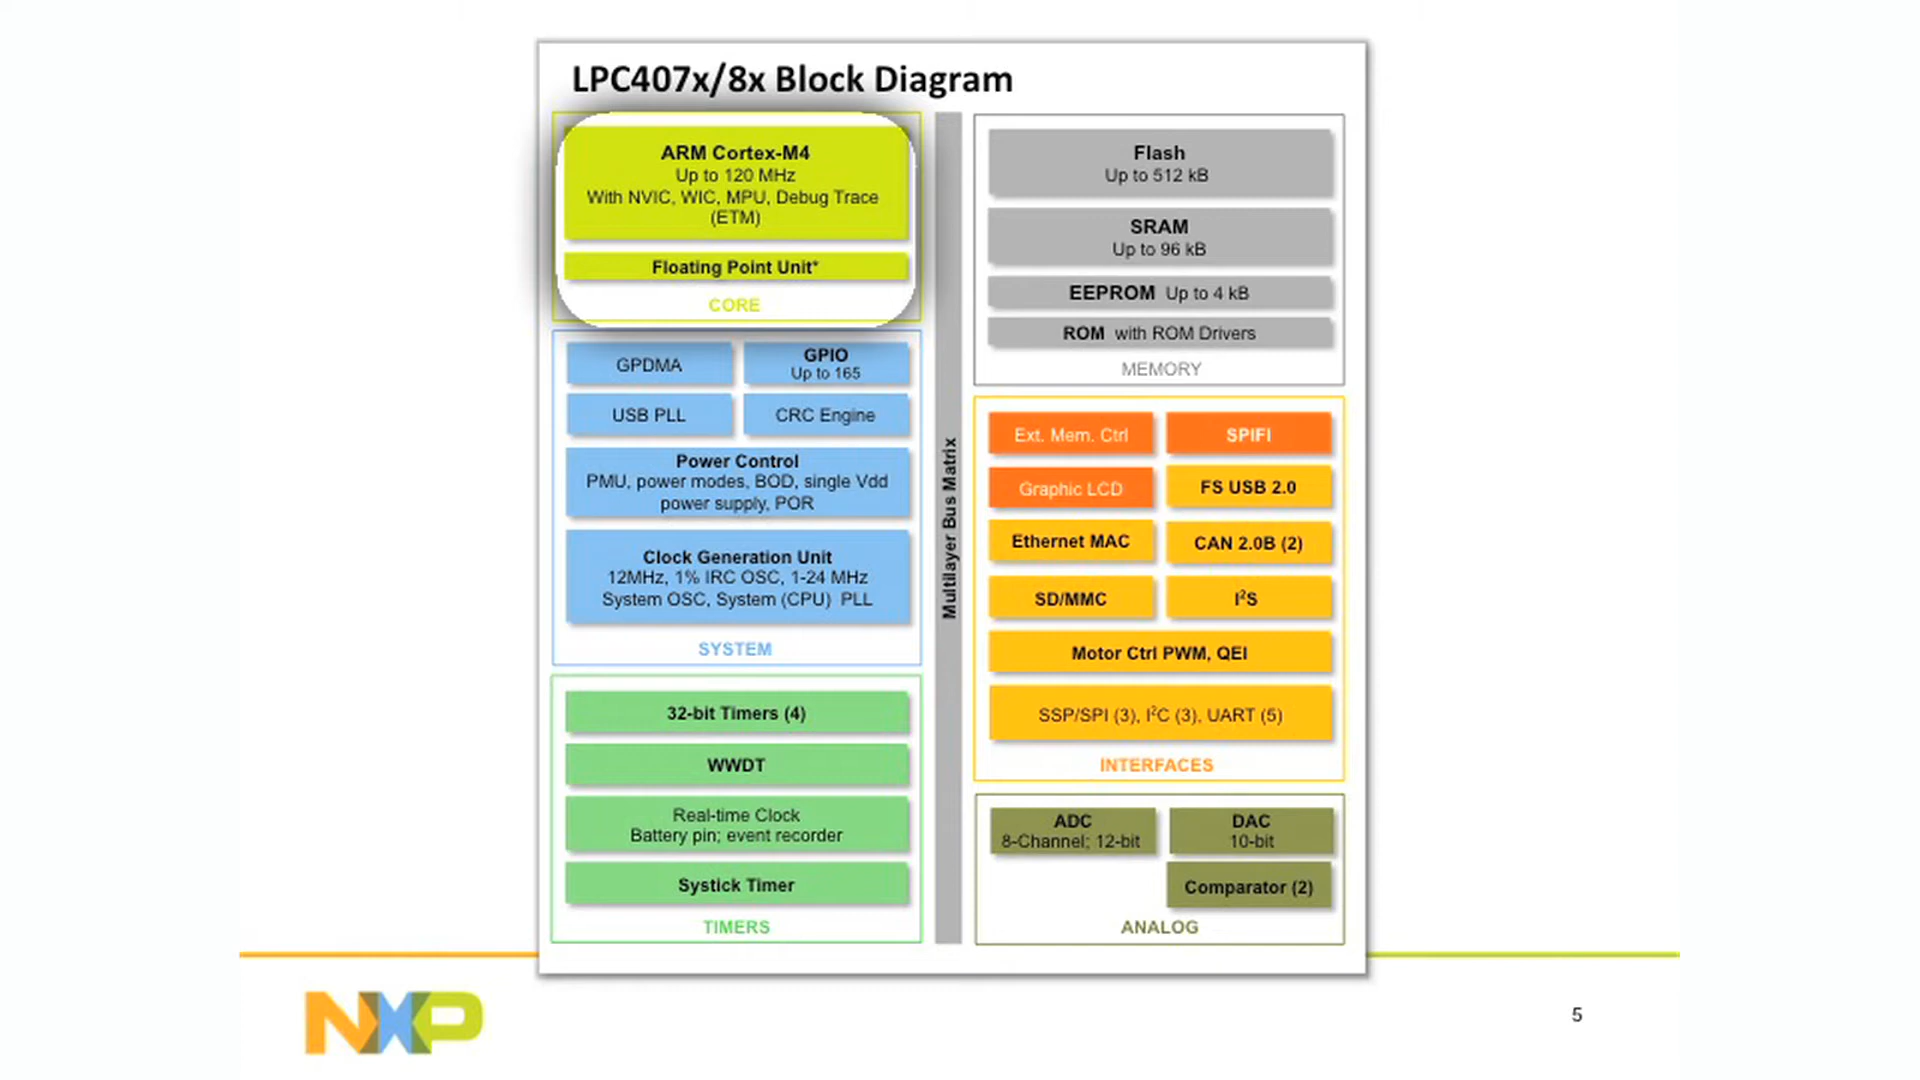 LPC407x/8x Block Diagram
ARM Cortex-M4
Up to 120 MHz
With NVIC, WIC, MPU, Debug Trace
(ETM)
Floating Point Unit*
CORE
GPDMA
GPIO
Up to 165
USB PLL
CRC Engine
Power Control
PMU, power modes, BOD, single Vdd
power supply, POR
Clock Generation Unit
12MHz, 1% IRC OSC, 1-24 MHz
System OSC, System (CPU) PLL
SYSTEM
32-bit Timers (4)
WWDT
Real-time Clock
Battery pin; event recorder
Systick Timer
TIMERS
Multilayer Bus Matrix
Flash
Up to 512 kB
SRAM
Up to 96 kB
EEPROM Up to 4 kB
ROM with ROM Drivers
MEMORY
Ext. Mem. Ctrl
SPIFI
Graphic LCD
FS USB 2.0
Ethernet MAC
CAN 2.0B (2)
SD/MMC
I²S
Motor Ctrl PWM, QEI
SSP/SPI (3), I²C (3), UART (5)
INTERFACES
ADC
8-Channel; 12-bit
DAC
10-bit
Comparator (2)
ANALOG
NXP
5